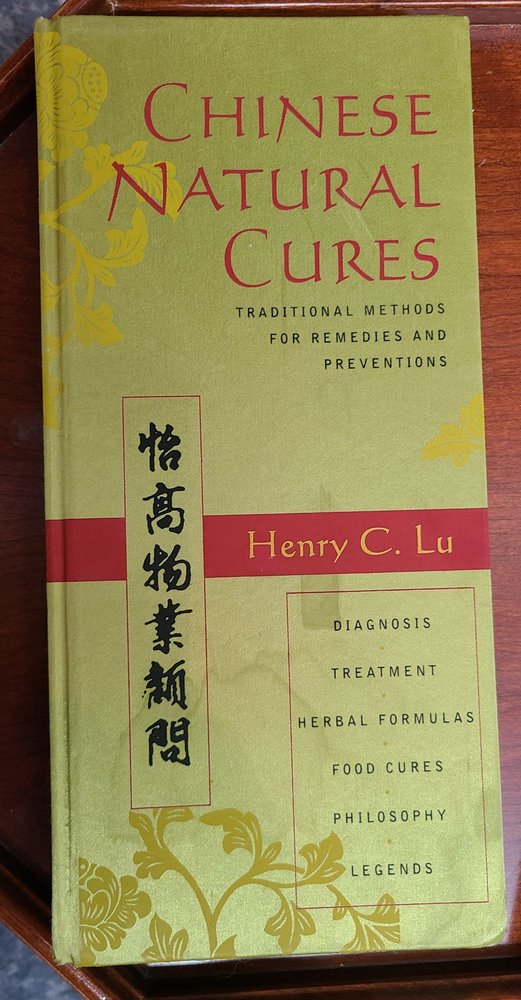 CHINESE
NATURAL
CURES
TRADITIONAL METHODS
FOR REMEDIES AND
PREVENTIONS
怡高物業顧問
Henry C. Lu
DIAGNOSIS
TREATMENT
HERBAL FORMULAS
FOOD CURES
PHILOSOPHY
LEGENDS